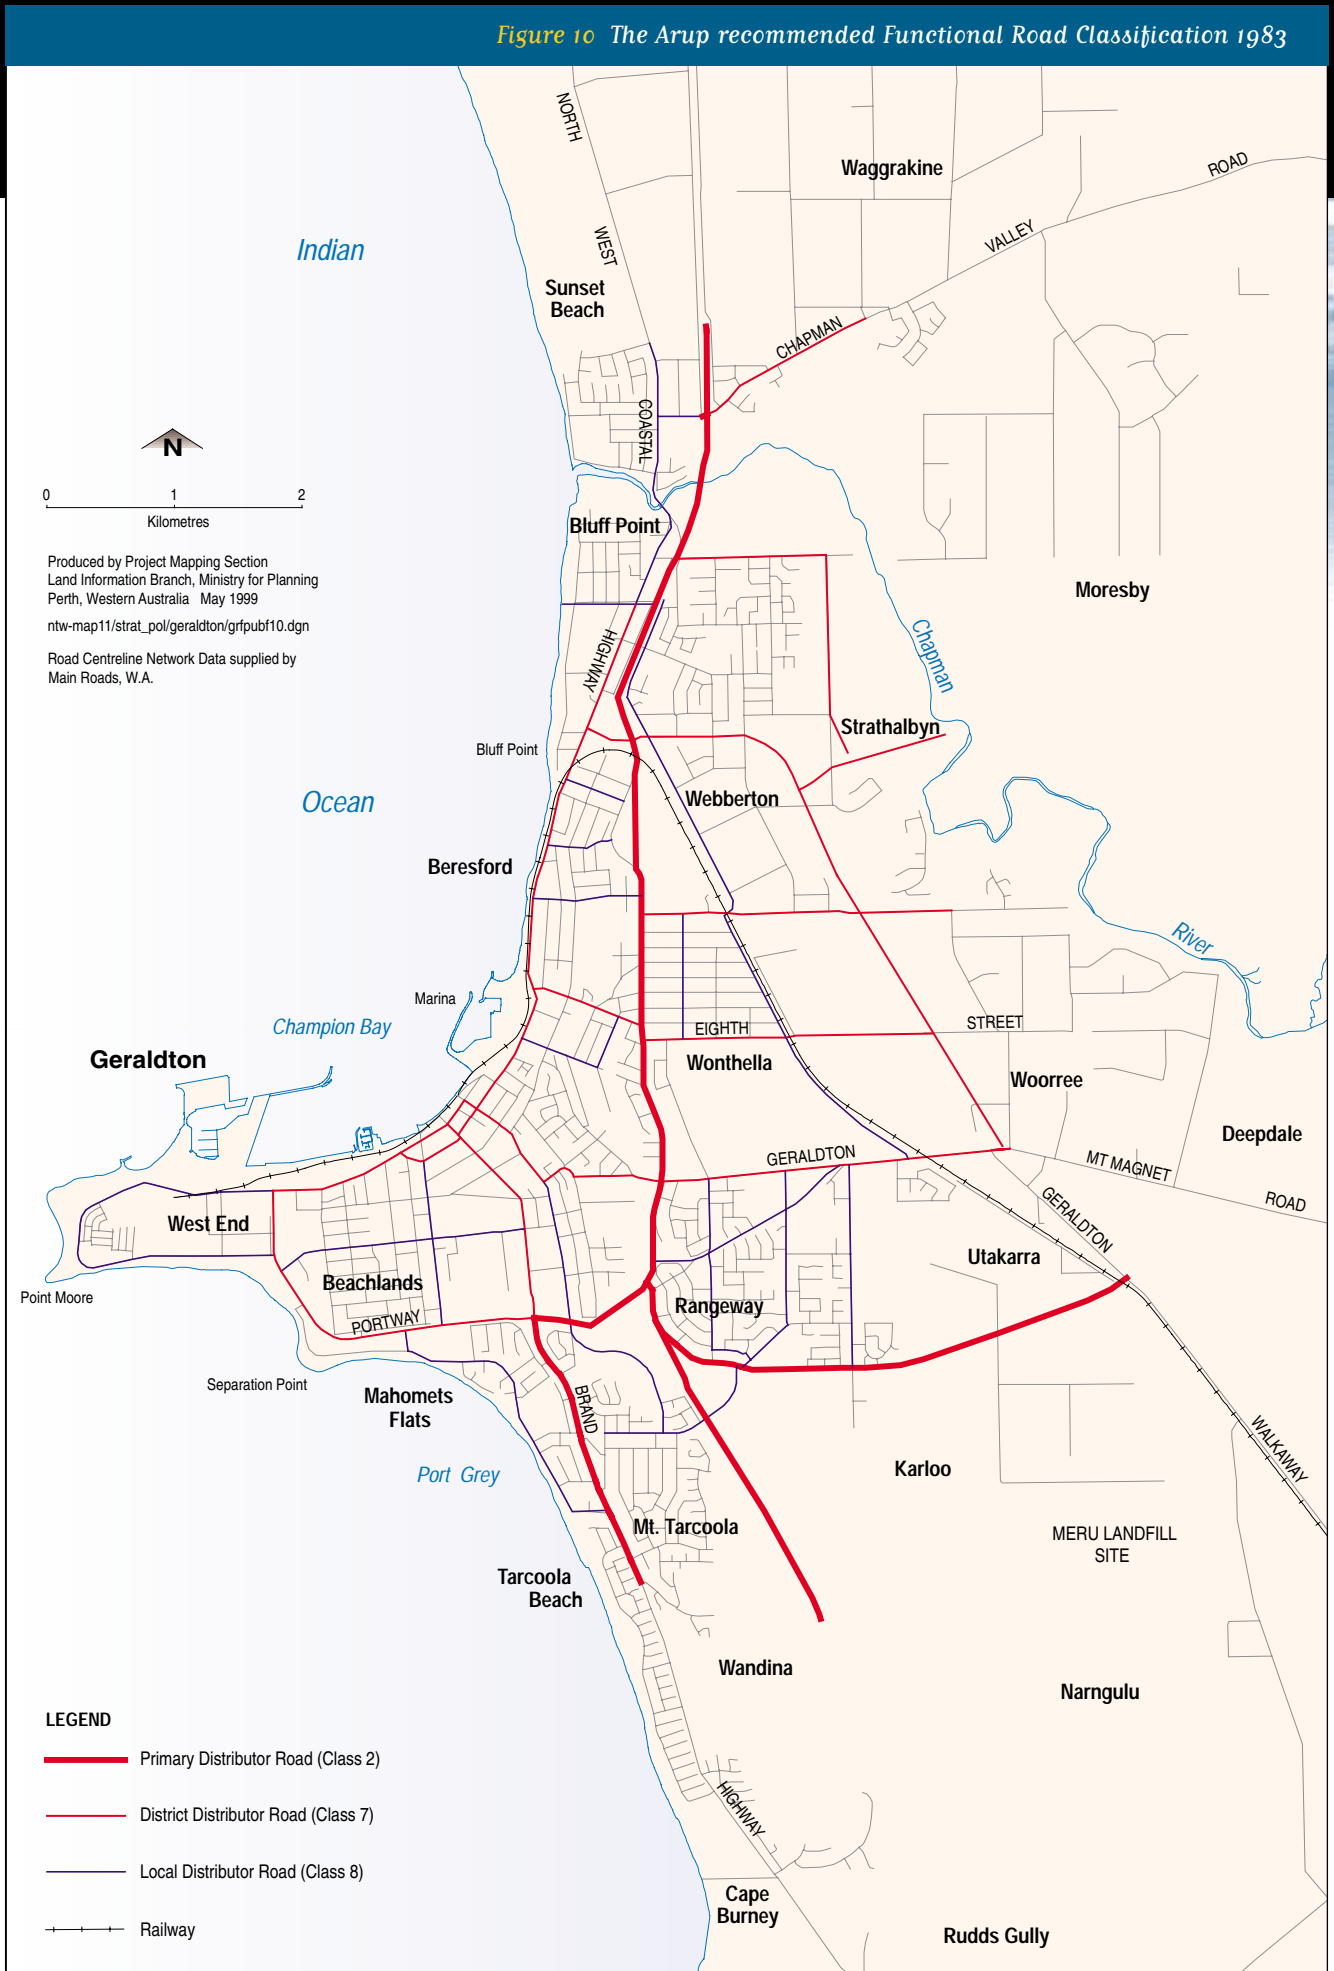 Figure 10 The Arup recommended Functional Road Classification 1983
NORTH
Waggrakine
ROAD
VALLEY
WEST
Indian
Sunset
Beach
CHAPMAN
COASTAL
N
0 1 2
Kilometres
Bluff Point
Produced by Project Mapping Section
Land Information Branch, Ministry for Planning
Perth, Western Australia May 1999
ntw-map11/strat_pol/geraldton/grfpubf10.dgn
Road Centreline Network Data supplied by
Main Roads, W.A.
Moresby
HIGHWAY
Chapman
Strathalbyn
Bluff Point
Ocean
Webberton
Beresford
River
Marina
Champion Bay
EIGHTH
STREET
Geraldton
Wonthella
Woorree
Deepdale
GERALDTON
MT MAGNET
ROAD
GERALDTON
West End
Utakarra
Beachlands
Point Moore
Rangeway
PORTWAY
Separation Point
Mahomets
Flats
BRAND
WALKAWAY
Port Grey
Karloo
Mt. Tarcoola
MERU LANDFILL
SITE
Tarcoola
Beach
Wandina
Narngulu
LEGEND
Primary Distributor Road (Class 2)
District Distributor Road (Class 7)
Local Distributor Road (Class 8)
Railway
HIGHWAY
Cape
Burney
Rudds Gully